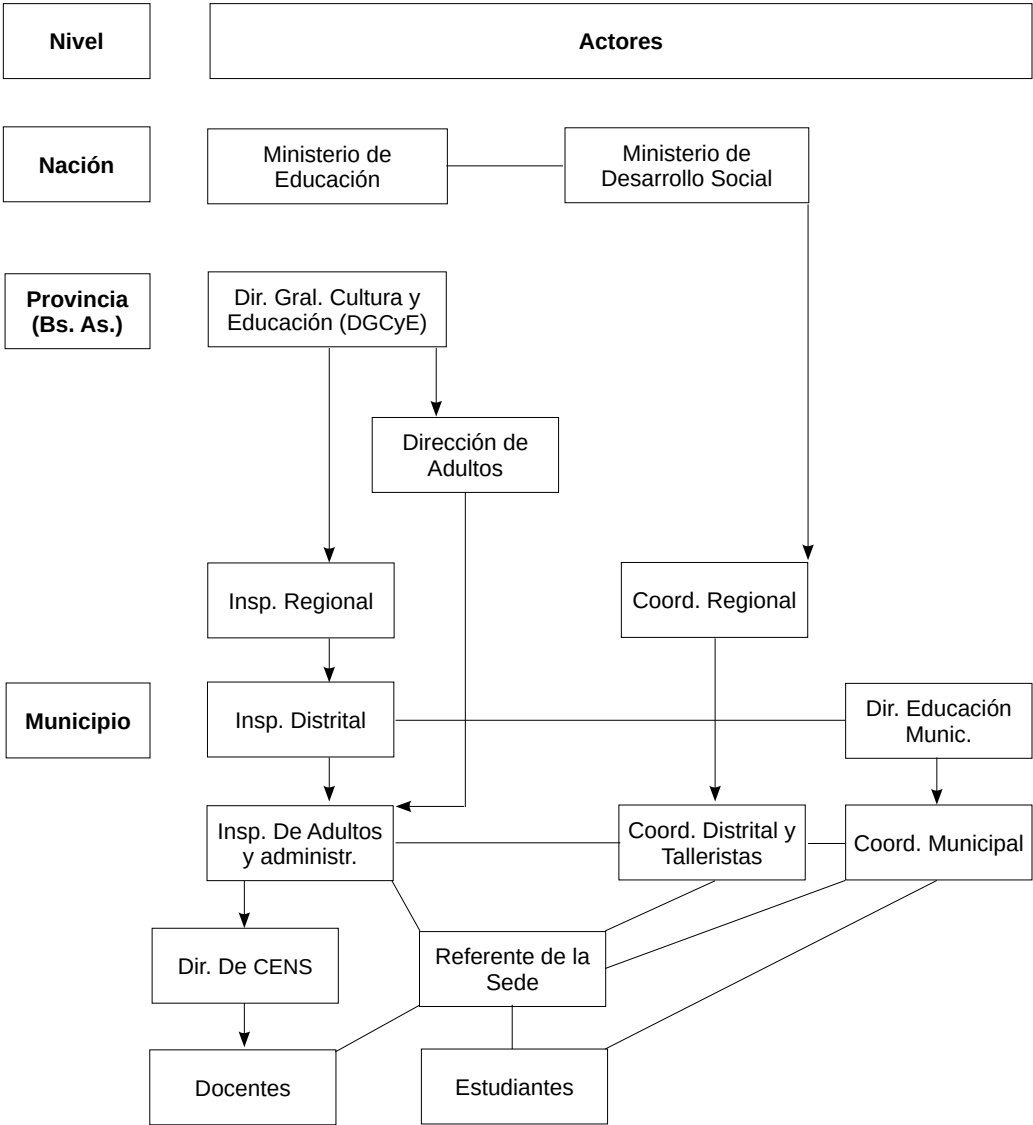 Nivel
Actores
Nación
Ministerio de
Educación
Ministerio de
Desarrollo Social
Provincia
(Bs. As.)
Dir. Gral. Cultura y
Educación (DGCyE)
Dirección de
Adultos
Insp. Regional
Coord. Regional
Municipio
Insp. Distrital
Dir. Educación
Munic.
Insp. De Adultos
y administr.
Coord. Distrital y
Talleristas
Coord. Municipal
Dir. De CENS
Referente de la
Sede
Docentes
Estudiantes